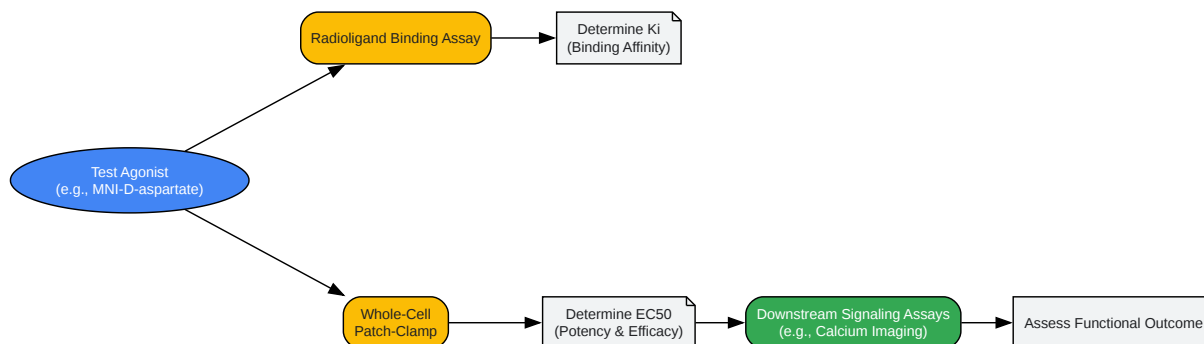 Radioligand Binding Assay
Determine Ki
(Binding Affinity)
Test Agonist
(e.g., MNI-D-aspartate)
Whole-Cell
Patch-Clamp
Determine EC50
(Potency & Efficacy)
Downstream Signaling Assays
(e.g., Calcium Imaging)
Assess Functional Outcome